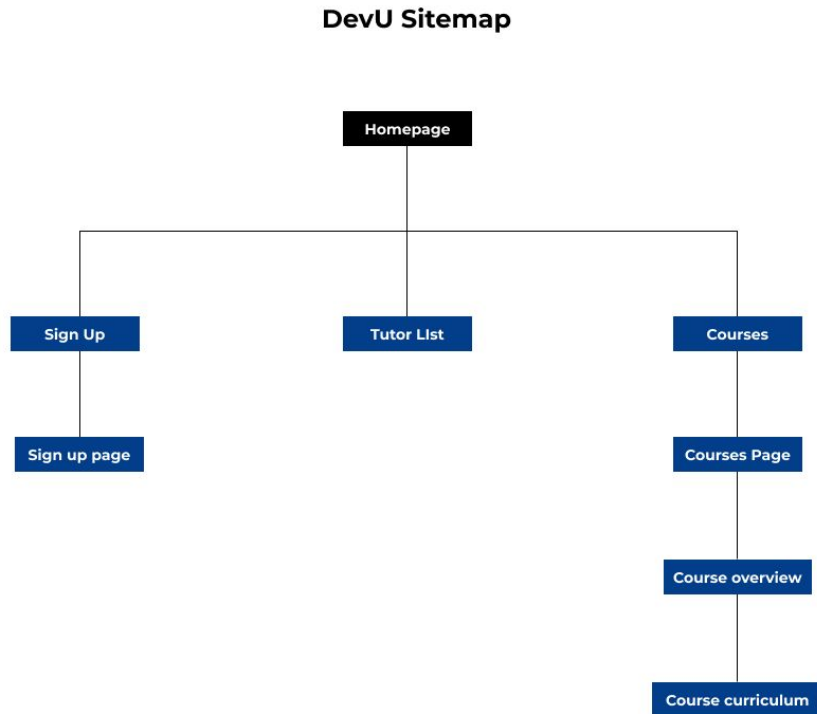 DevU Sitemap
Homepage
Sign Up
Tutor LIst
Courses
Sign up page
Courses Page
Course overview
Course curriculum